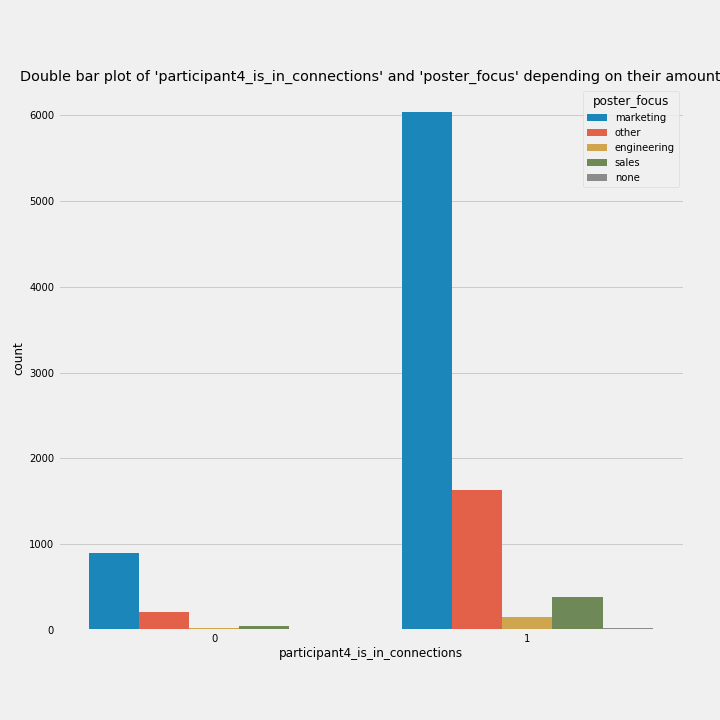 Double bar plot of 'participant4_is_in_connections' and 'poster_focus' depending on their amount
poster_focus
marketing
other
engineering
sales
none
6000
5000
4000
3000
2000
1000
0
count
0 1
participant4_is_in_connections